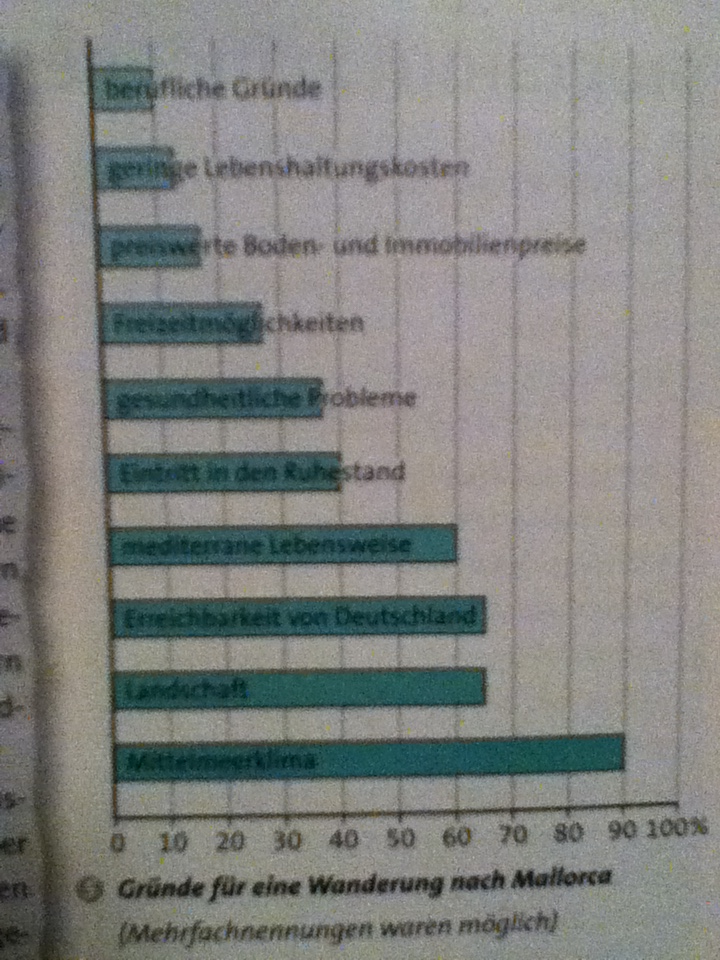 berufliche Gründe
geringe Lebenshaltungskosten
preiswerte Boden- und Immobilienpreise
Freizeitmöglichkeiten
gesundheitliche Probleme
Eintritt in den Ruhestand
mediterrane Lebensweise
Erreichbarkeit von Deutschland
Landschaft
Mittelmeerklima
0 10 20 30 40 50 60 70 80 90 100%
Gründe für eine Wanderung nach Mallorca
(Mehrfachnennungen waren möglich)